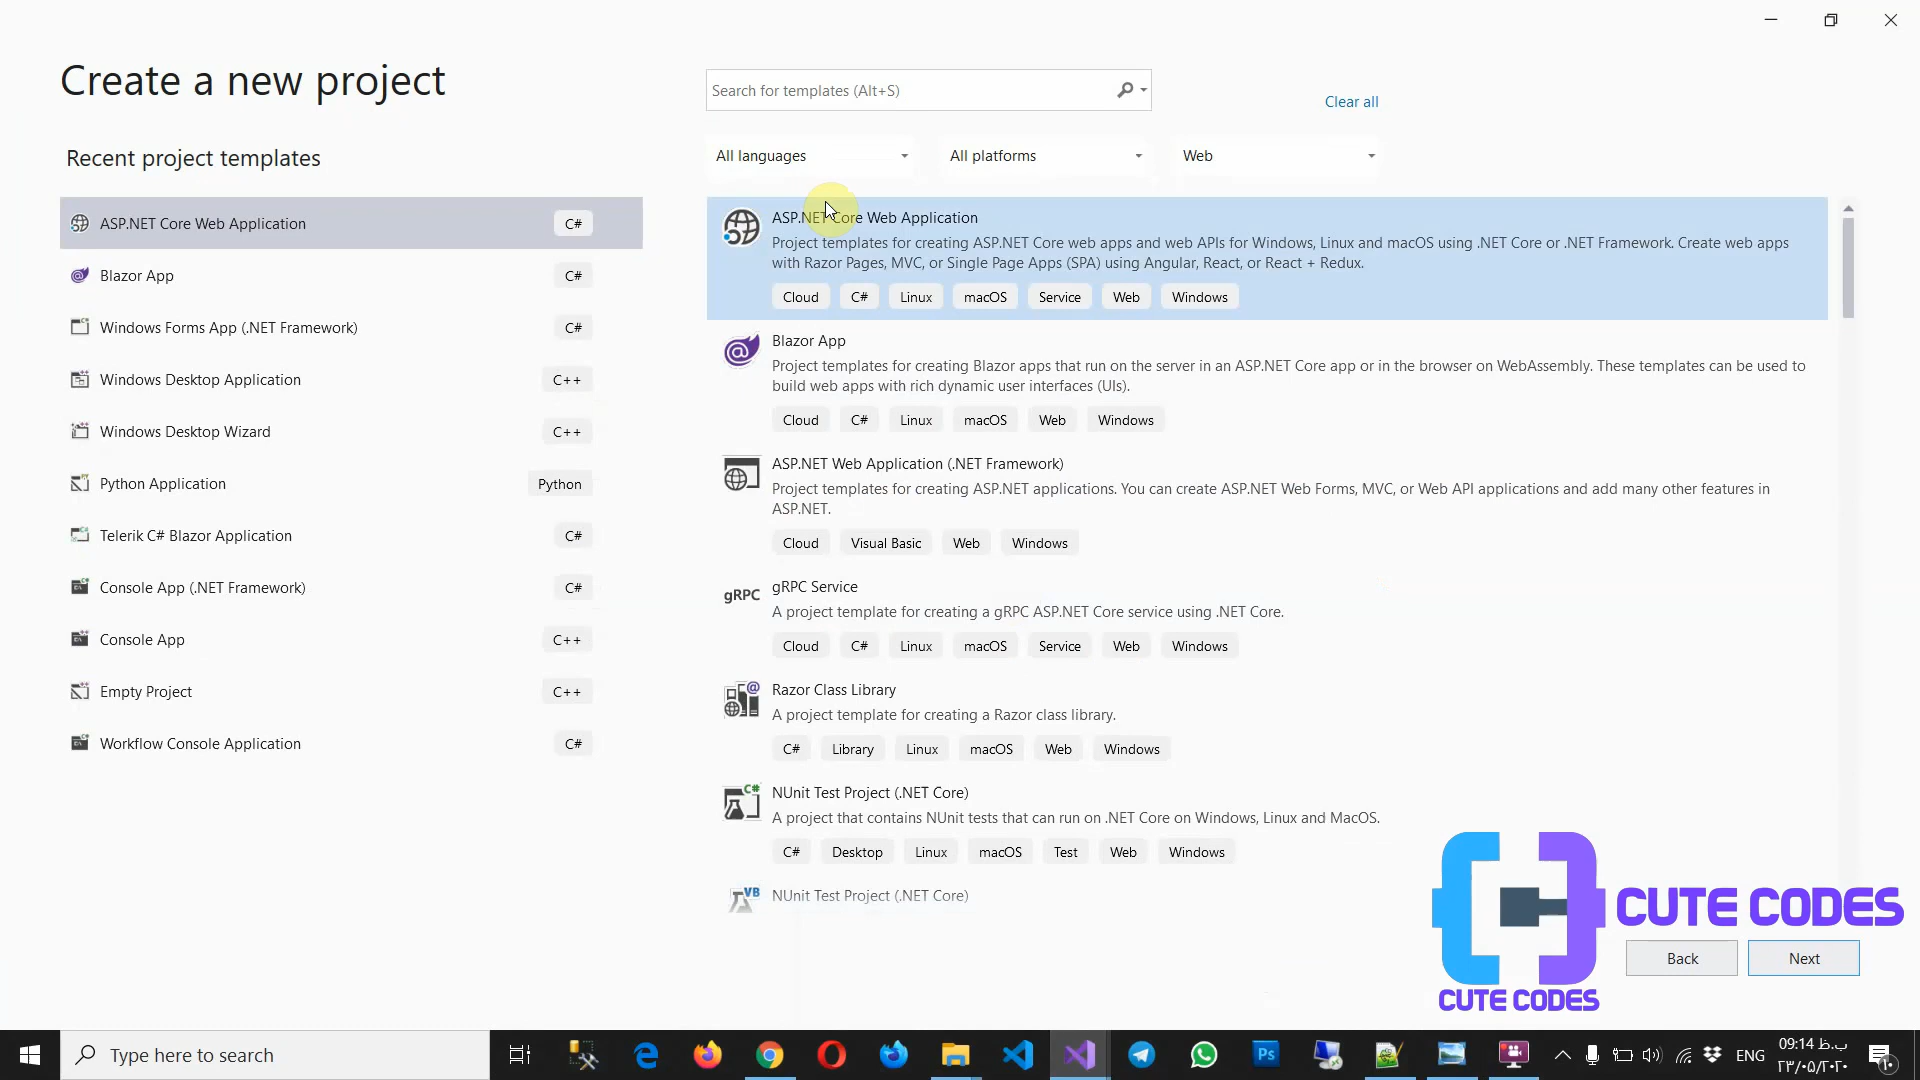 Create a new project
Search for templates (Alt+S)
Clear all
All languages
All platforms
Web
Recent project templates
ASP.NET Core Web Application C#
Blazor App C#
Windows Forms App (.NET Framework) C#
Windows Desktop Application C++
Windows Desktop Wizard C++
Python Application Python
Telerik C# Blazor Application C#
Console App (.NET Framework) C#
Console App C++
Empty Project C++
Workflow Console Application C#
ASP.NET Core Web Application
Project templates for creating ASP.NET Core web apps and web APIs for Windows, Linux and macOS using .NET Core or .NET Framework. Create web apps
with Razor Pages, MVC, or Single Page Apps (SPA) using Angular, React, or React + Redux.
Cloud C# Linux macOS Service Web Windows
Blazor App
Project templates for creating Blazor apps that run on the server in an ASP.NET Core app or in the browser on WebAssembly. These templates can be used to
build web apps with rich dynamic user interfaces (UIs).
Cloud C# Linux macOS Web Windows
ASP.NET Web Application (.NET Framework)
Project templates for creating ASP.NET applications. You can create ASP.NET Web Forms, MVC, or Web API applications and add many other features in
ASP.NET.
Cloud Visual Basic Web Windows
gRPC
gRPC Service
A project template for creating a gRPC ASP.NET Core service using .NET Core.
Cloud C# Linux macOS Service Web Windows
Razor Class Library
A project template for creating a Razor class library.
C# Library Linux macOS Web Windows
NUnit Test Project (.NET Core)
A project that contains NUnit tests that can run on .NET Core on Windows, Linux and MacOS.
C# Desktop Linux macOS Test Web Windows
VB
NUnit Test Project (.NET Core)
CUTE CODES
CUTE CODES
Back
Next
Type here to search
Ps
ENG
09:14 ب.ظ
٢٣/٠٥/٢٠٢٠
١٠